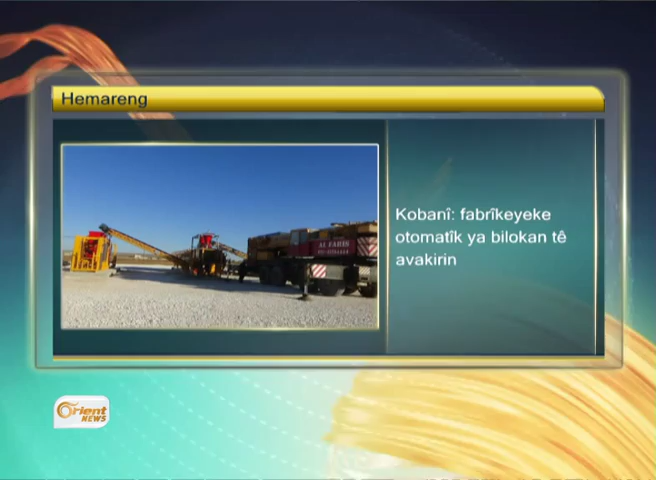 Hemareng
AL FARIS
Kobanî: fabrîkeyeke
otomatîk ya bilokan tê
avakirin
Orient
NEWS